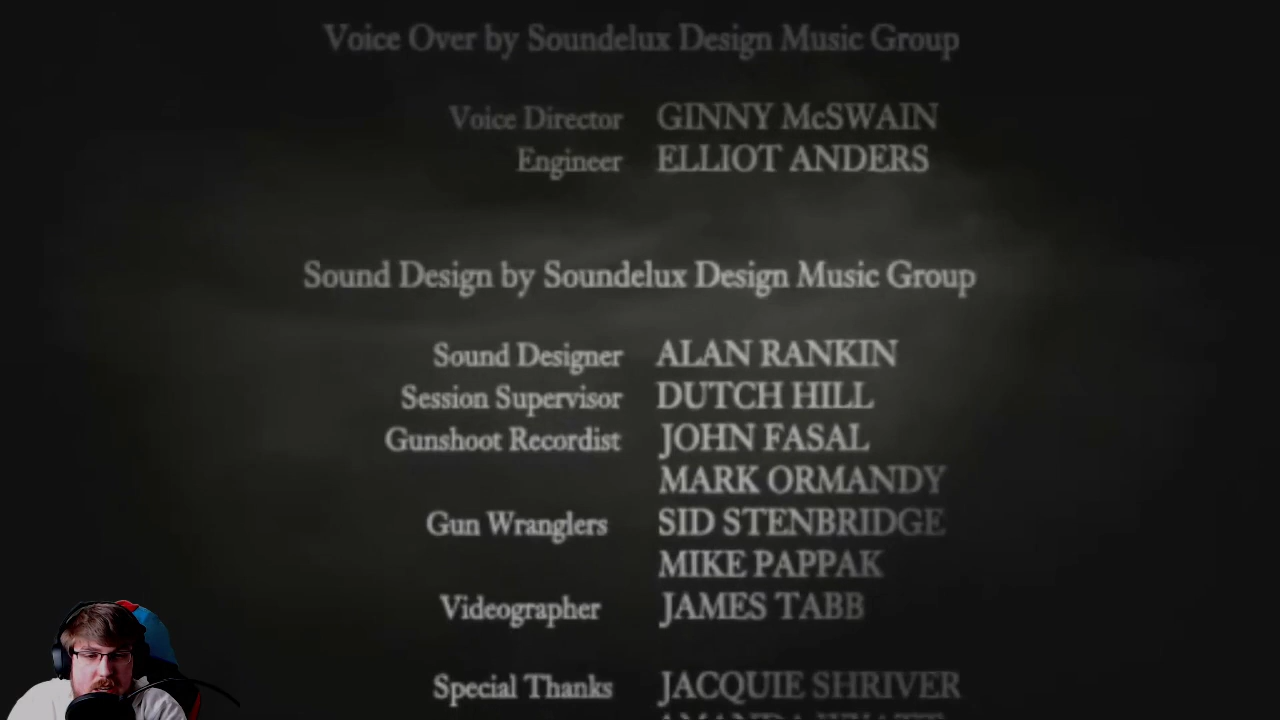 Voice Over by Soundelux Design Music Group
Voice Director GINNY McSWAIN
Engineer ELLIOT ANDERS
Sound Design by Soundelux Design Music Group
Sound Designer ALAN RANKIN
Session Supervisor DUTCH HILL
Gunshoot Recordist JOHN FASAL
MARK ORMANDY
Gun Wranglers SID STENBRIDGE
MIKE PAPPAK
Videographer JAMES TABB
Special Thanks JACQUIE SHRIVER